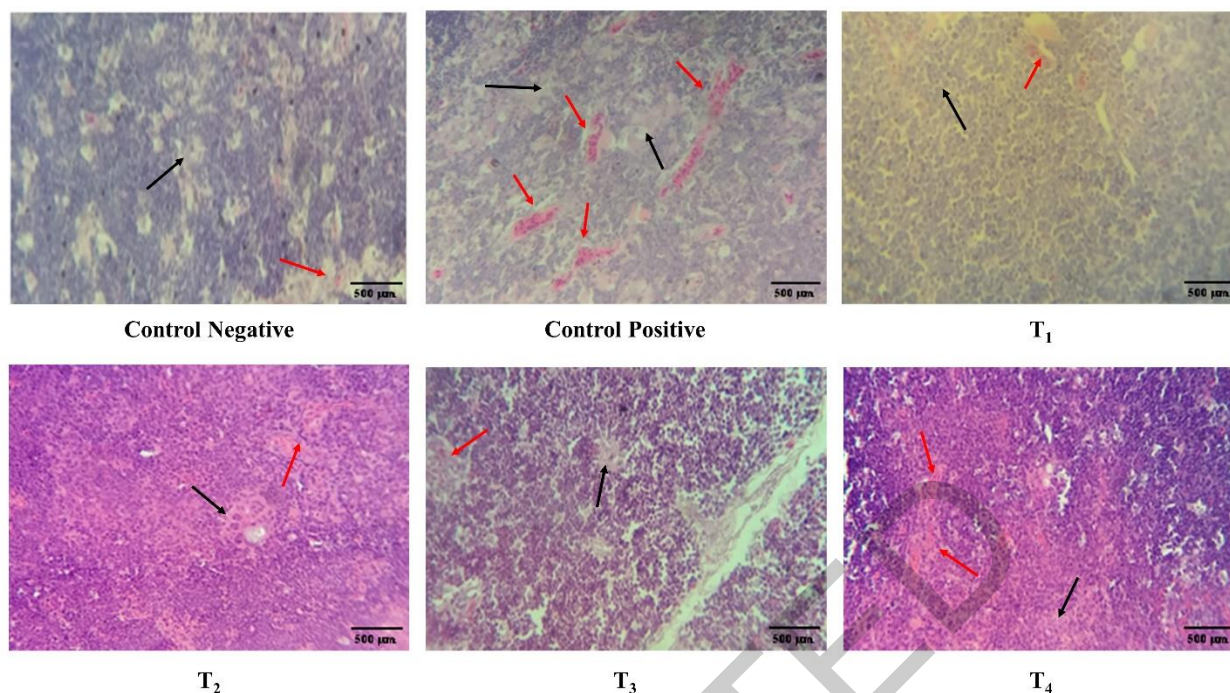 500 µm
500 µm
500 µm
Control Negative
Control Positive
T₁
500 µm
500 µm
500 µm
T₂
T₃
T₄